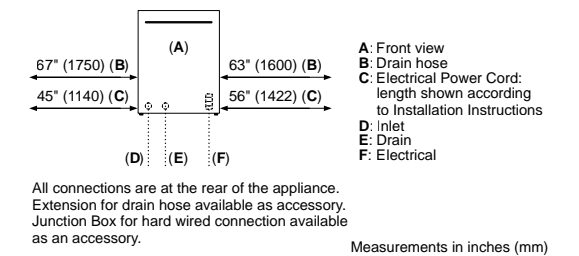 (A)
67" (1750) (B)
63" (1600) (B)
45" (1140) (C)
56" (1422) (C)
(D)
(E)
(F)
A: Front view
B: Drain hose
C: Electrical Power Cord:
length shown according
to Installation Instructions
D: Inlet
E: Drain
F: Electrical
All connections are at the rear of the appliance.
Extension for drain hose available as accessory.
Junction Box for hard wired connection available
as an accessory.
Measurements in inches (mm)